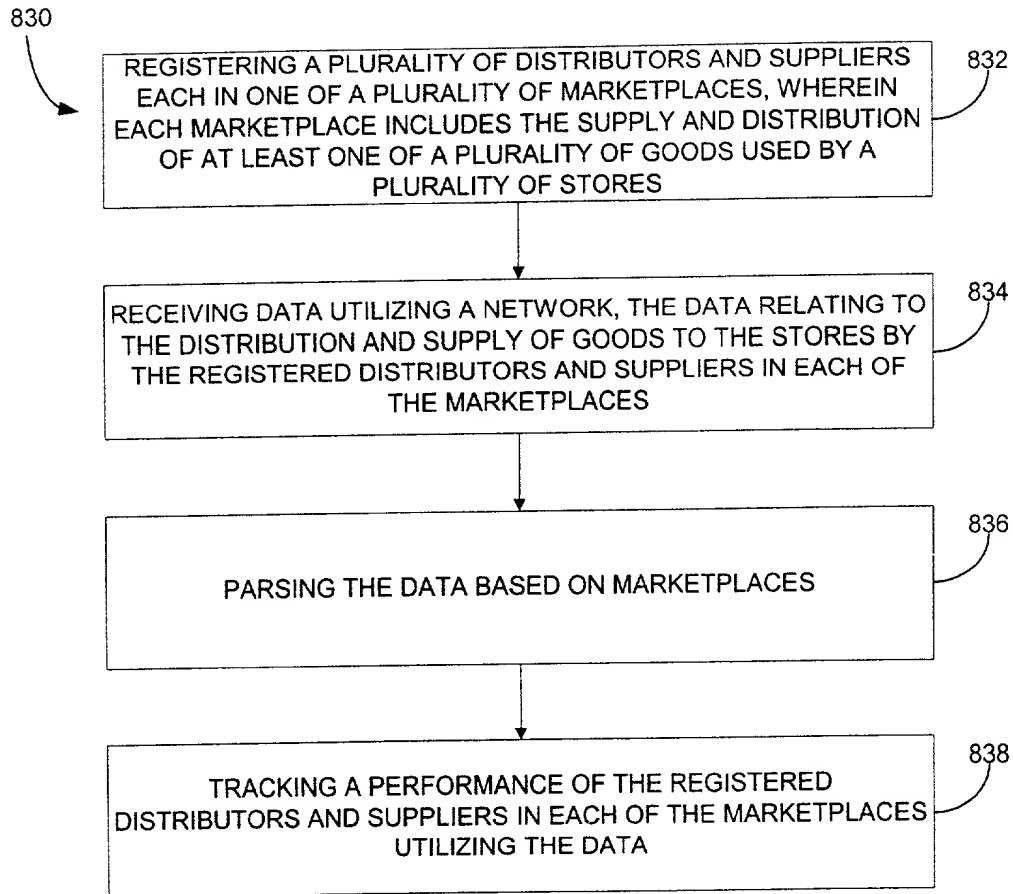 830
REGISTERING A PLURALITY OF DISTRIBUTORS AND SUPPLIERS
EACH IN ONE OF A PLURALITY OF MARKETPLACES, WHEREIN
EACH MARKETPLACE INCLUDES THE SUPPLY AND DISTRIBUTION
OF AT LEAST ONE OF A PLURALITY OF GOODS USED BY A
PLURALITY OF STORES
832
RECEIVING DATA UTILIZING A NETWORK, THE DATA RELATING TO
THE DISTRIBUTION AND SUPPLY OF GOODS TO THE STORES BY
THE REGISTERED DISTRIBUTORS AND SUPPLIERS IN EACH OF
THE MARKETPLACES
834
PARSING THE DATA BASED ON MARKETPLACES
836
TRACKING A PERFORMANCE OF THE REGISTERED
DISTRIBUTORS AND SUPPLIERS IN EACH OF THE MARKETPLACES
UTILIZING THE DATA
838